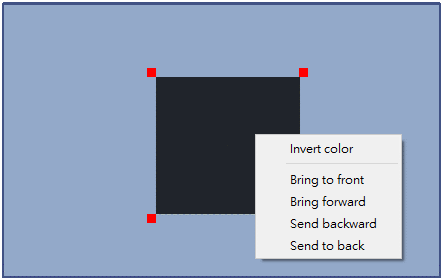 Invert color
Bring to front
Bring forward
Send backward
Send to back